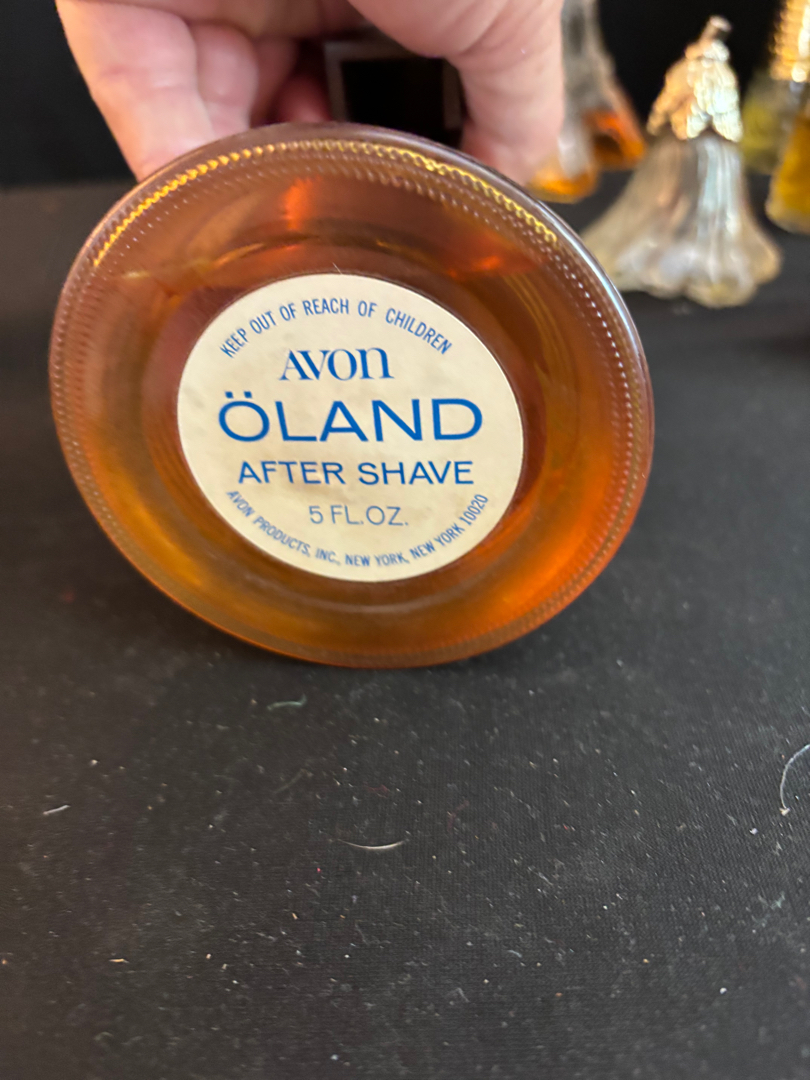 KEEP OUT OF REACH OF CHILDREN
AVON
ÖLAND
AFTER SHAVE
5 FL.OZ.
AVON PRODUCTS, INC., NEW YORK, NEW YORK 10020